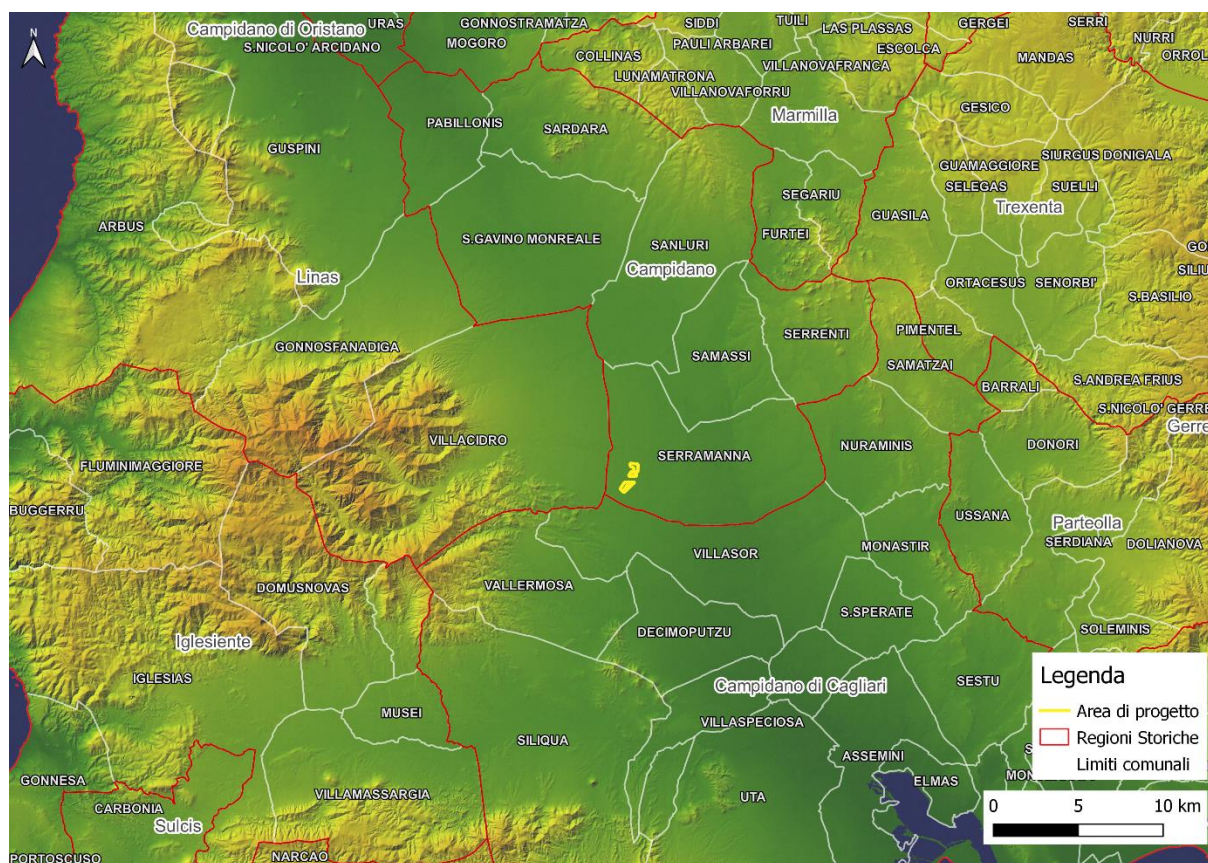 Campidano di Oristano
URAS
GONNOSTRAMATZA
SIDDI
TUILI
LAS PLASSAS
GERGEI
SERRI
S.NICOLO' ARCIDANO
MOGORO
COLLINAS
PAULI ARBAREI
ESCOLCA
NURRI
MANDAS
ORROL
N
LUNAMATRONA
VILLANOVAFRANCA
VILLANOVAFORRU
PABILLONIS
SARDARA
Marmilla
GESICO
GUSPINI
GUAMAGGIORE
SIURGUS DONIGALA
SEGARIU
SELEGAS
SUELLI
ARBUS
GUASILA
Trexenta
S.GAVINO MONREALE
SANLURI
FURTEI
GO
Campidano
SILIU
Linas
ORTACESUS
SENORBI'
S.BASILIO
GONNOSFANADIGA
SERRENTI
PIMENTEL
SAMASSI
SAMATZAI
BARRALI
S.ANDREA FRIUS
S.NICOLO' GERRE
VILLACIDRO
NURAMINIS
DONORI
Gerre
SERRAMANNA
FLUMINIMAGGIORE
BUGGERRU
USSANA
Parteolla
SERDIANA
DOLIANOVA
VILLASOR
MONASTIR
DOMUSNOVAS
VALLERMOSA
S.SPERATE
DECIMOPUTZU
SOLEMINIS
Iglesiente
IGLESIAS
Campidano di Cagliari
SESTU
MUSEI
VILLASPECIOSA
SILIQUA
ASSEMINI
ELMAS
GONNESA
VILLAMASSARGIA
UTA
CARBONIA
Sulcis
PORTOSCUSO
NARCAO
Legenda
Area di progetto
Regioni Storiche
Limiti comunali
0 5 10 km